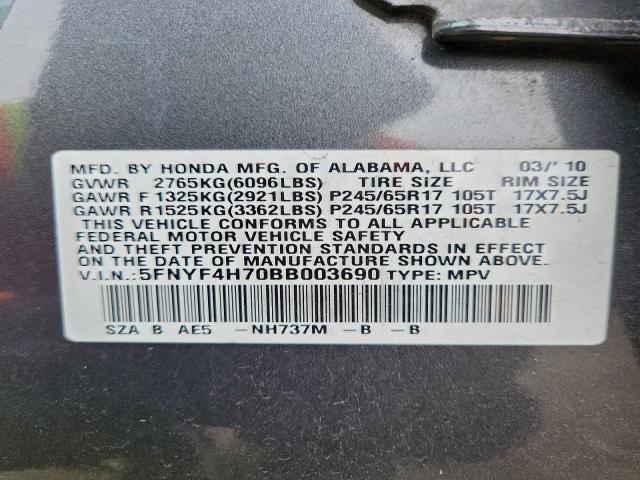 MFD. BY HONDA MFG. OF ALABAMA, LLC 03/'10
GVWR 2765KG(6096LBS) TIRE SIZE RIM SIZE
GAWR F 1325KG(2921LBS) P245/65R17 105T 17X7.5J
GAWR R 1525KG(3362LBS) P245/65R17 105T 17X7.5J
THIS VEHICLE CONFORMS TO ALL APPLICABLE
FEDERAL MOTOR VEHICLE SAFETY
AND THEFT PREVENTION STANDARDS IN EFFECT
ON THE DATE OF MANUFACTURE SHOWN ABOVE.
V.I.N.:5FNYF4H70BB003690 TYPE: MPV
SZA B AE5 -NH737M -B -B